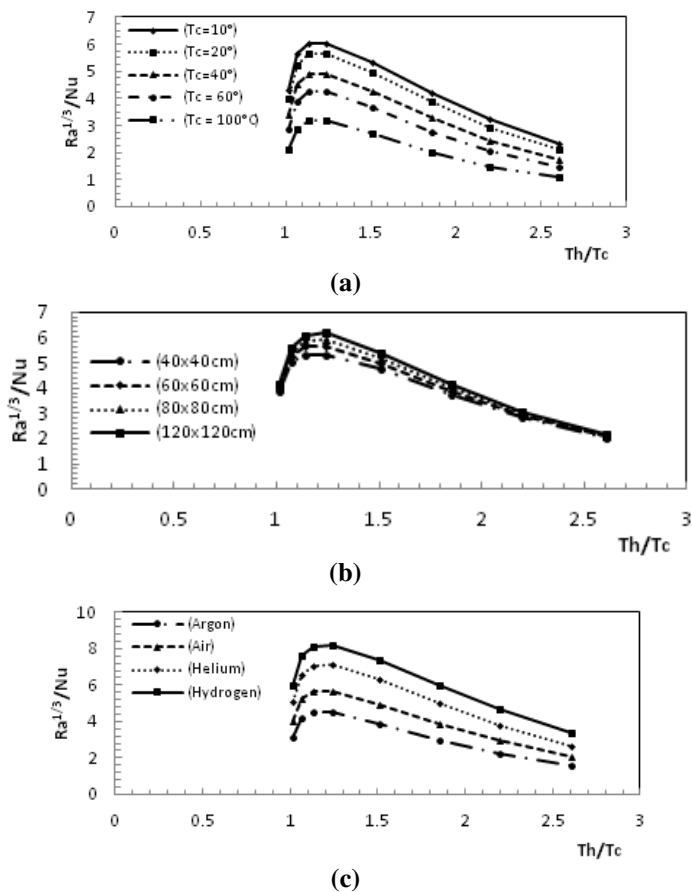 7
6
5
4
3
2
1
0
Ra1/3/Nu
(Tc=10°)
(Tc=20°)
(Tc=40°)
(Tc = 60°)
(Tc = 100°C)
0 0.5 1 1.5 2 2.5 3
Th/Tc
(a)
7
6
5
4
3
2
1
0
Ra1/3/Nu
(40x40cm)
(60x60cm)
(80x80cm)
(120x120cm)
0 0.5 1 1.5 2 2.5 3
Th/Tc
(b)
10
8
6
4
2
0
Ra1/3/Nu
(Argon)
(Air)
(Helium)
(Hydrogen)
0 0.5 1 1.5 2 2.5 3
Th/Tc
(c)